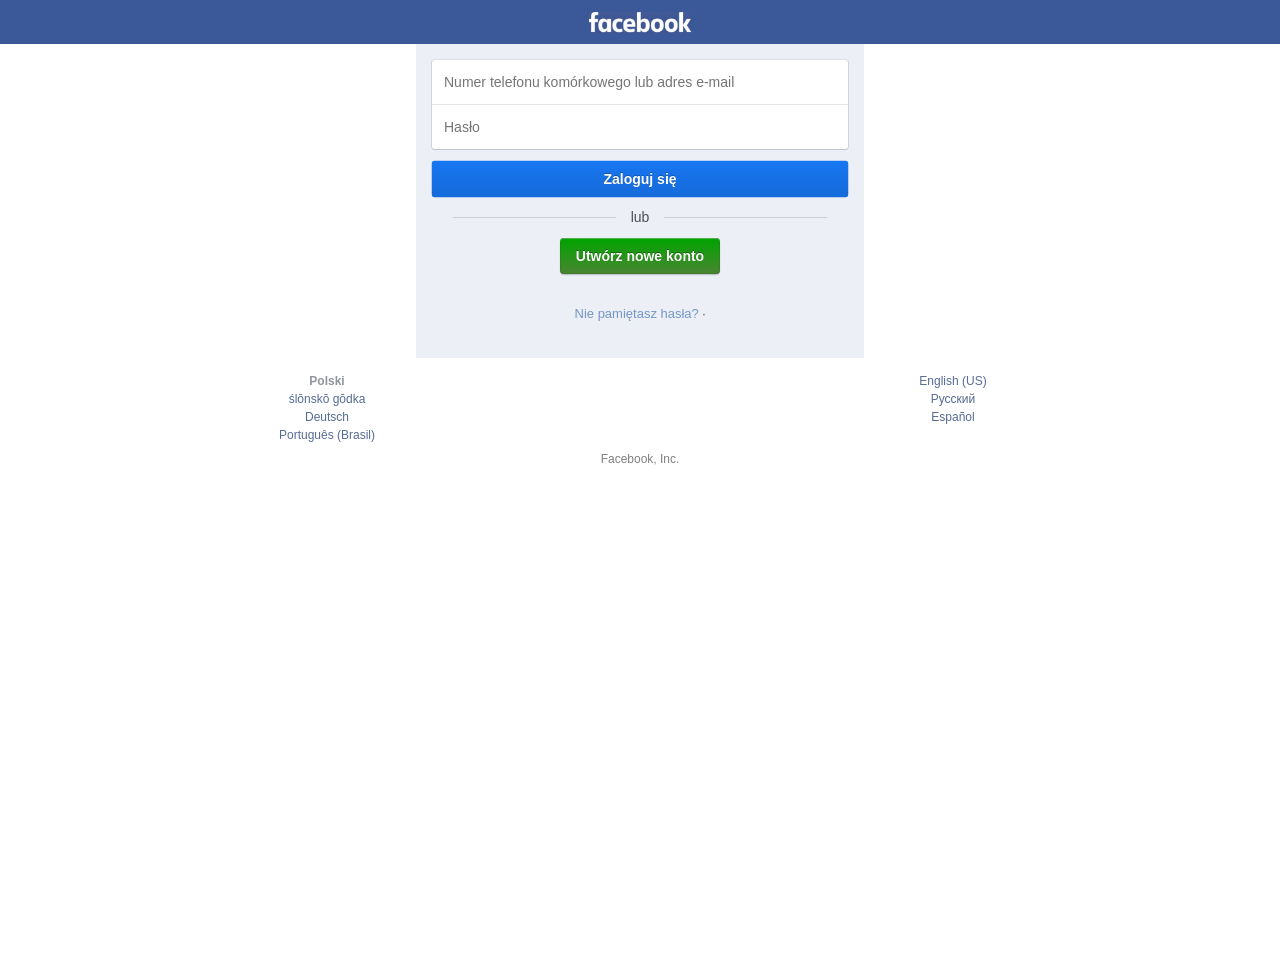 facebook
Numer telefonu komórkowego lub adres e-mail
Hasło
Zaloguj się
lub
Utwórz nowe konto
Nie pamiętasz hasła? ·
Polski
ślōnskŏ gŏdka
Deutsch
Português (Brasil)
English (US)
Русский
Español
Facebook, Inc.